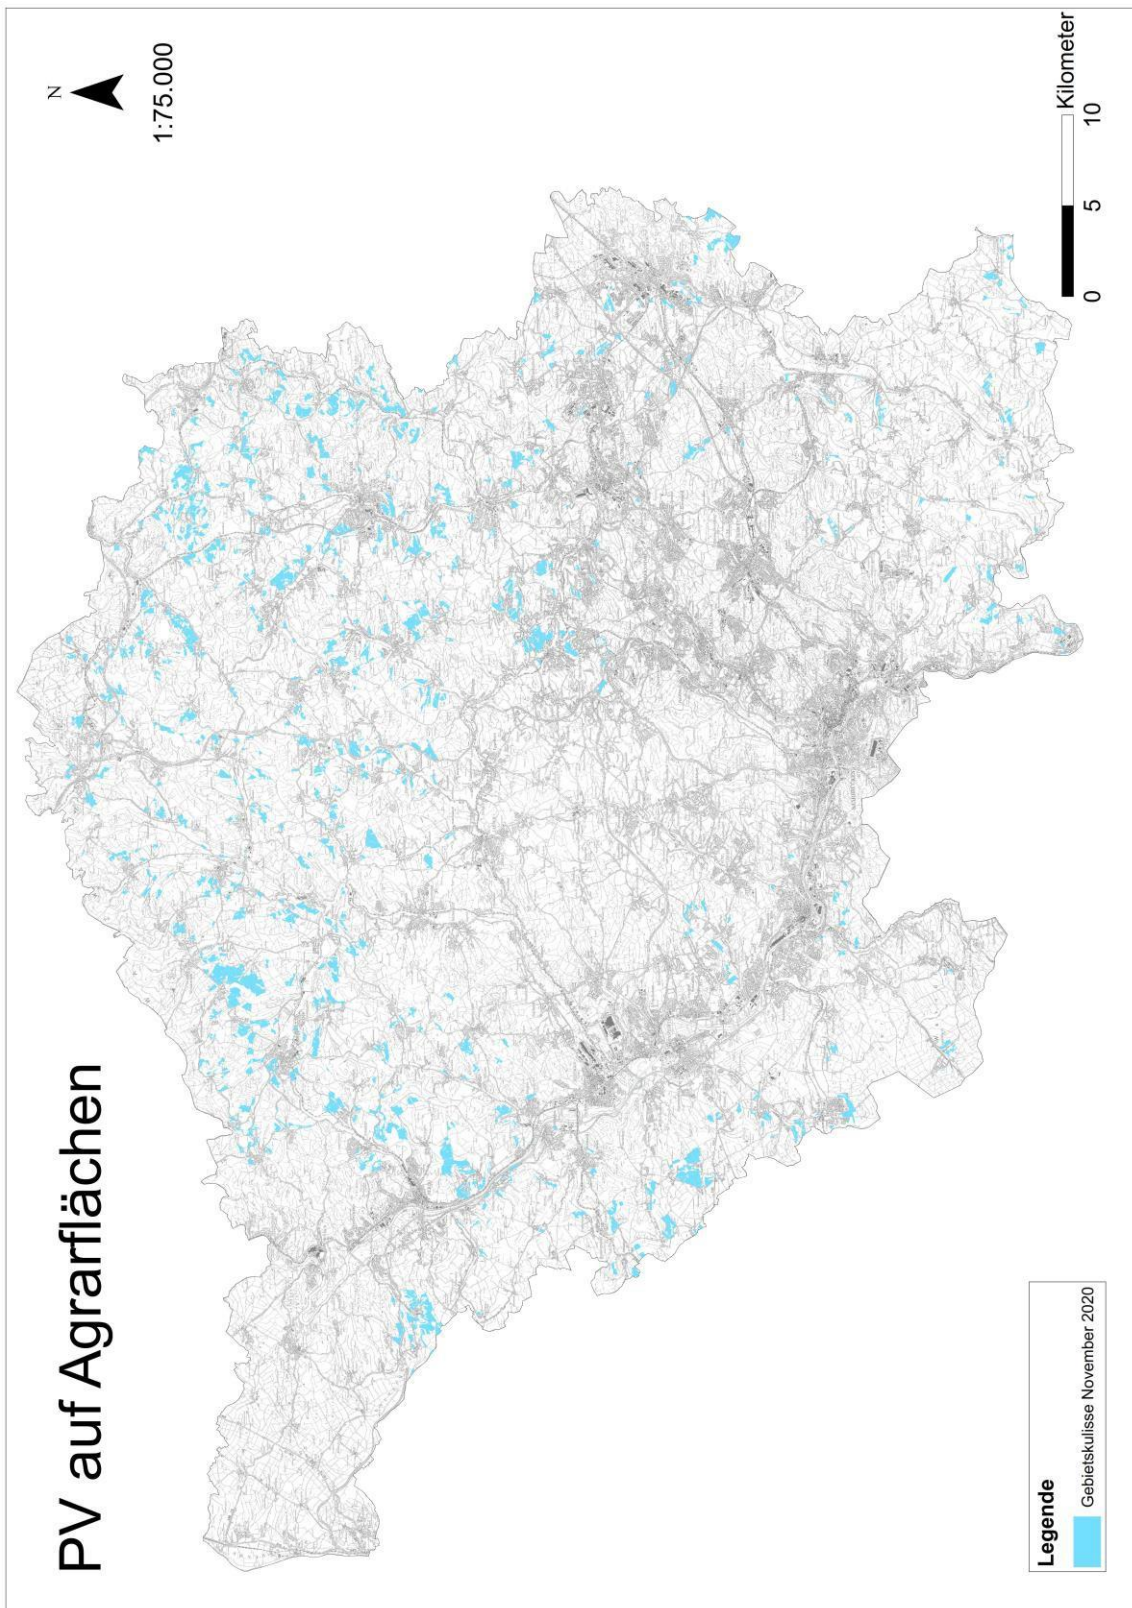 PV auf Agrarflächen
N
1:75.000
Legende
Gebietskulisse November 2020
0 5 10
Kilometer